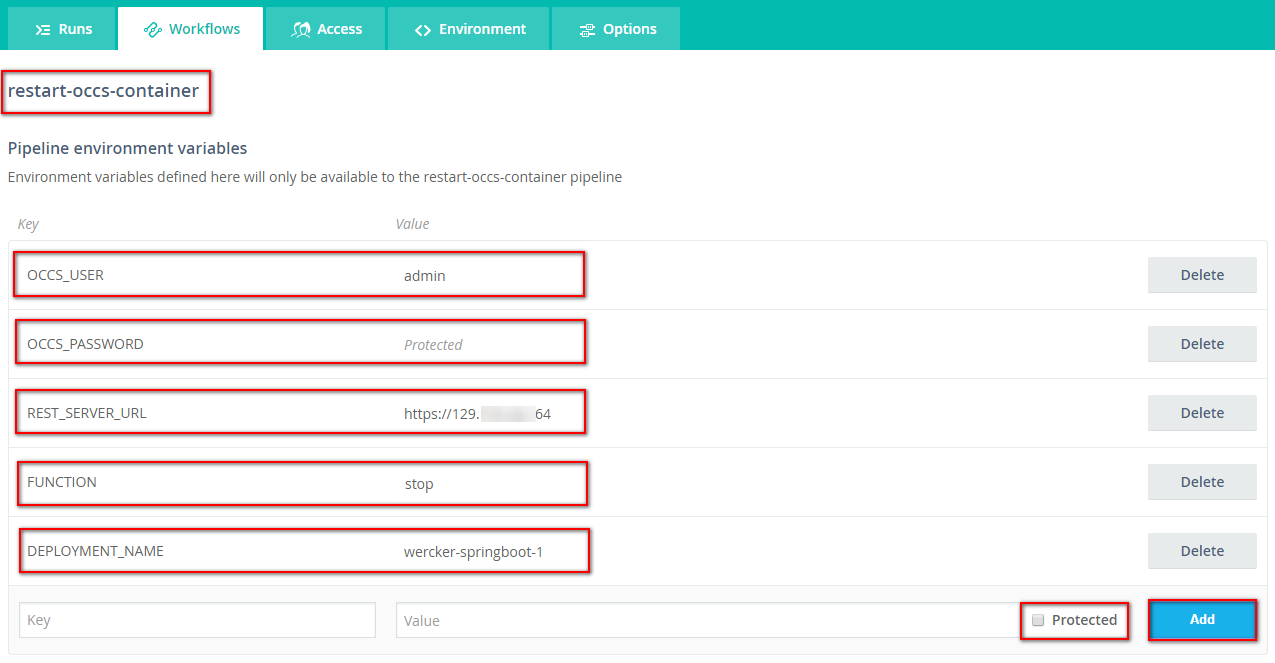 Runs Workflows Access Environment Options
restart-occs-container
Pipeline environment variables
Environment variables defined here will only be available to the restart-occs-container pipeline
Key Value
OCCS_USER admin Delete
OCCS_PASSWORD Protected Delete
REST_SERVER_URL https://129. 64 Delete
FUNCTION stop Delete
DEPLOYMENT_NAME wercker-springboot-1 Delete
Key Value Protected Add